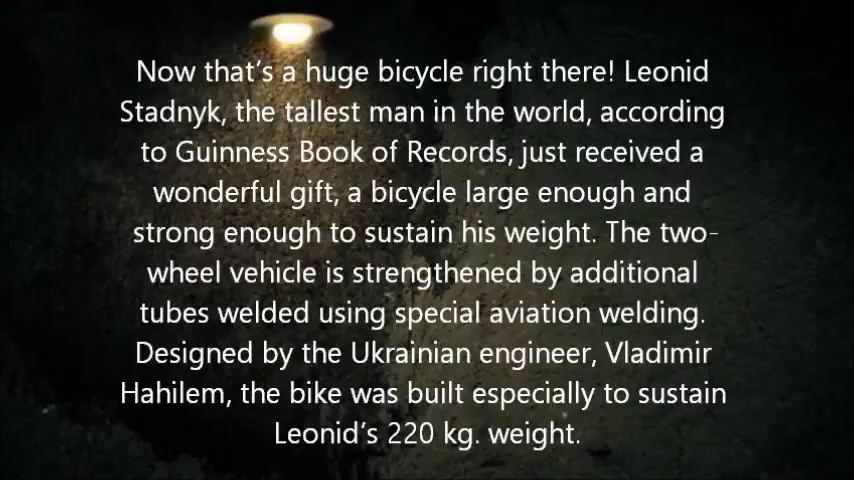 Now that's a huge bicycle right there! Leonid
Stadnyk, the tallest man in the world, according
to Guinness Book of Records, just received a
wonderful gift, a bicycle large enough and
strong enough to sustain his weight. The two-
wheel vehicle is strengthened by additional
tubes welded using special aviation welding.
Designed by the Ukrainian engineer, Vladimir
Hahilem, the bike was built especially to sustain
Leonid's 220 kg. weight.